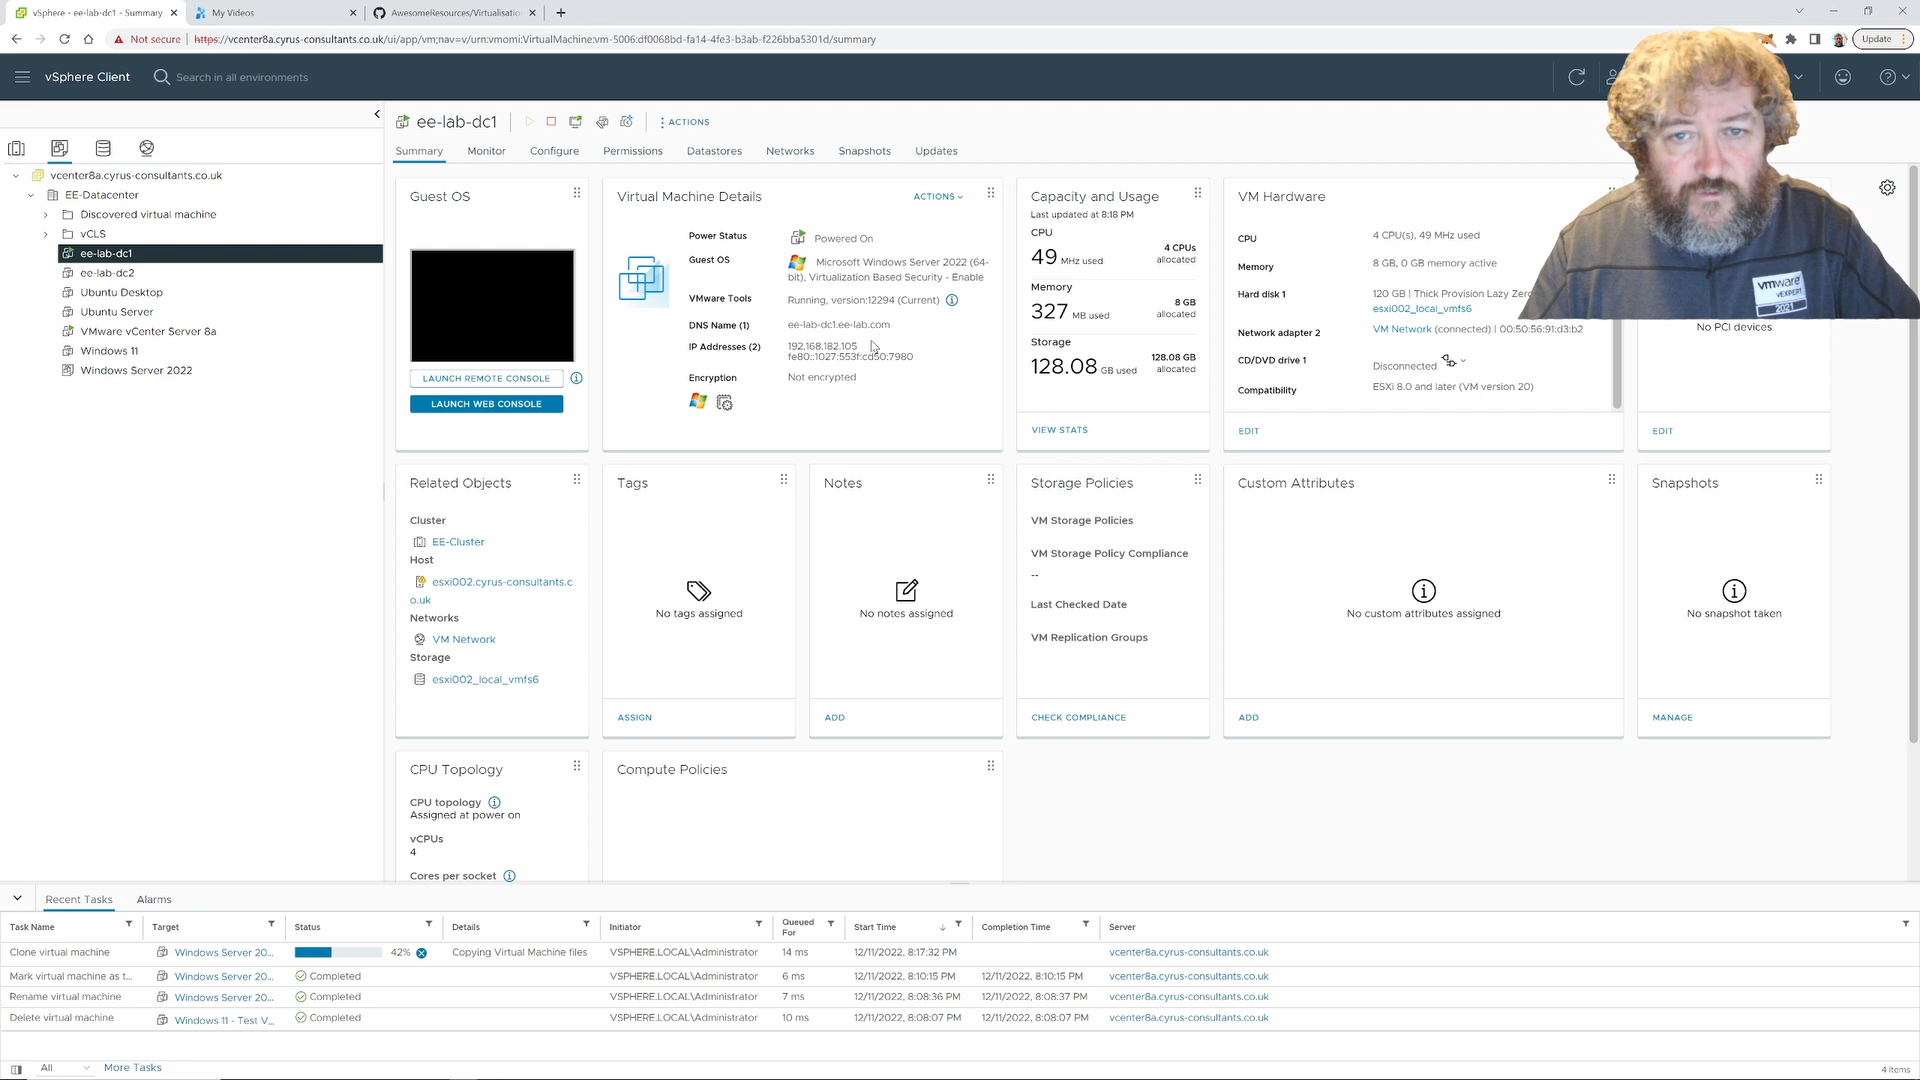 vSphere - ee-lab-dc1 - Summary
My Videos
AwesomeResources/Virtualisatio
Not secure
https://vcenter8a.cyrus-consultants.co.uk/ui/app/vm;nav=v/urn:vmomi:VirtualMachine:vm-5006:df0068bd-fa14-4fe3-b3ab-f226bba5301d/summary
Update
vSphere Client
Search in all environments
vcenter8a.cyrus-consultants.co.uk
EE-Datacenter
Discovered virtual machine
vCLS
ee-lab-dc1
ee-lab-dc2
Ubuntu Desktop
Ubuntu Server
VMware vCenter Server 8a
Windows 11
Windows Server 2022
ee-lab-dc1
ACTIONS
Summary
Monitor
Configure
Permissions
Datastores
Networks
Snapshots
Updates
Guest OS
LAUNCH REMOTE CONSOLE
LAUNCH WEB CONSOLE
Virtual Machine Details
ACTIONS
Power Status
Powered On
Guest OS
Microsoft Windows Server 2022 (64-
bit), Virtualization Based Security - Enable
VMware Tools
Running, version:12294 (Current)
DNS Name (1)
ee-lab-dc1.ee-lab.com
IP Addresses (2)
192.168.182.105
fe80::1027:553f:cd50:7980
Encryption
Not encrypted
Capacity and Usage
Last updated at 8:18 PM
CPU
49 MHz used
4 CPUs
allocated
Memory
327 MB used
8 GB
allocated
Storage
128.08 GB used
128.08 GB
allocated
VIEW STATS
VM Hardware
CPU
4 CPU(s), 49 MHz used
Memory
8 GB, 0 GB memory active
Hard disk 1
120 GB | Thick Provision Lazy Zero
esxi002_local_vmfs6
Network adapter 2
VM Network (connected) | 00:50:56:91:d3:b2
CD/DVD drive 1
Disconnected
Compatibility
ESXi 8.0 and later (VM version 20)
EDIT
vmware
vEXPERT
2021
No PCI devices
EDIT
Related Objects
Cluster
EE-Cluster
Host
esxi002.cyrus-consultants.c
o.uk
Networks
VM Network
Storage
esxi002_local_vmfs6
Tags
No tags assigned
ASSIGN
Notes
No notes assigned
ADD
Storage Policies
VM Storage Policies
VM Storage Policy Compliance
--
Last Checked Date
VM Replication Groups
CHECK COMPLIANCE
Custom Attributes
No custom attributes assigned
ADD
Snapshots
No snapshot taken
MANAGE
CPU Topology
CPU topology
Assigned at power on
vCPUs
4
Cores per socket
Compute Policies
Recent Tasks
Alarms
Task Name
Target
Status
Details
Initiator
Queued
For
Start Time
Completion Time
Server
Clone virtual machine
Windows Server 20...
42%
Copying Virtual Machine files
VSPHERE.LOCAL\Administrator
14 ms
12/11/2022, 8:17:32 PM
vcenter8a.cyrus-consultants.co.uk
Mark virtual machine as t...
Windows Server 20...
Completed
VSPHERE.LOCAL\Administrator
6 ms
12/11/2022, 8:10:15 PM
12/11/2022, 8:10:15 PM
vcenter8a.cyrus-consultants.co.uk
Rename virtual machine
Windows Server 20...
Completed
VSPHERE.LOCAL\Administrator
7 ms
12/11/2022, 8:08:36 PM
12/11/2022, 8:08:37 PM
vcenter8a.cyrus-consultants.co.uk
Delete virtual machine
Windows 11 - Test V...
Completed
VSPHERE.LOCAL\Administrator
10 ms
12/11/2022, 8:08:07 PM
12/11/2022, 8:08:07 PM
vcenter8a.cyrus-consultants.co.uk
All
More Tasks
4 items